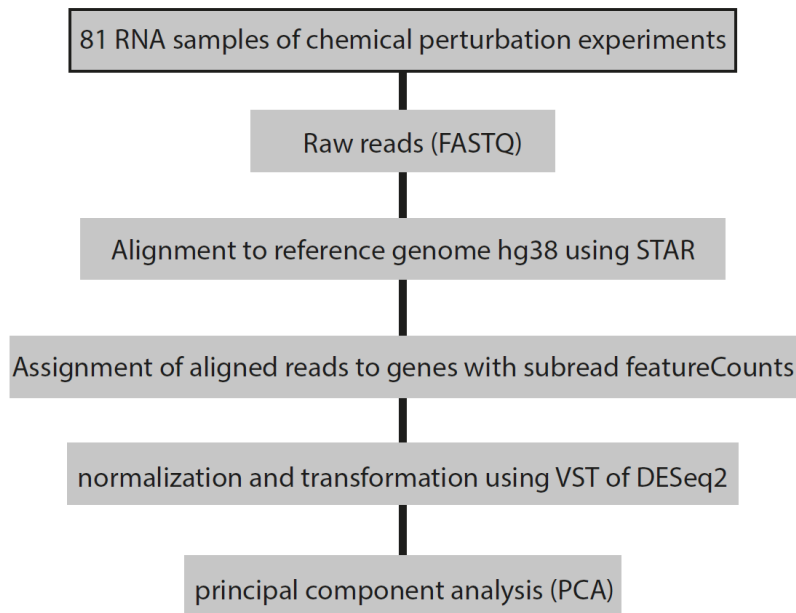 81 RNA samples of chemical perturbation experiments
Raw reads (FASTQ)
Alignment to reference genome hg38 using STAR
Assignment of aligned reads to genes with subread featureCounts
normalization and transformation using VST of DESeq2
principal component analysis (PCA)